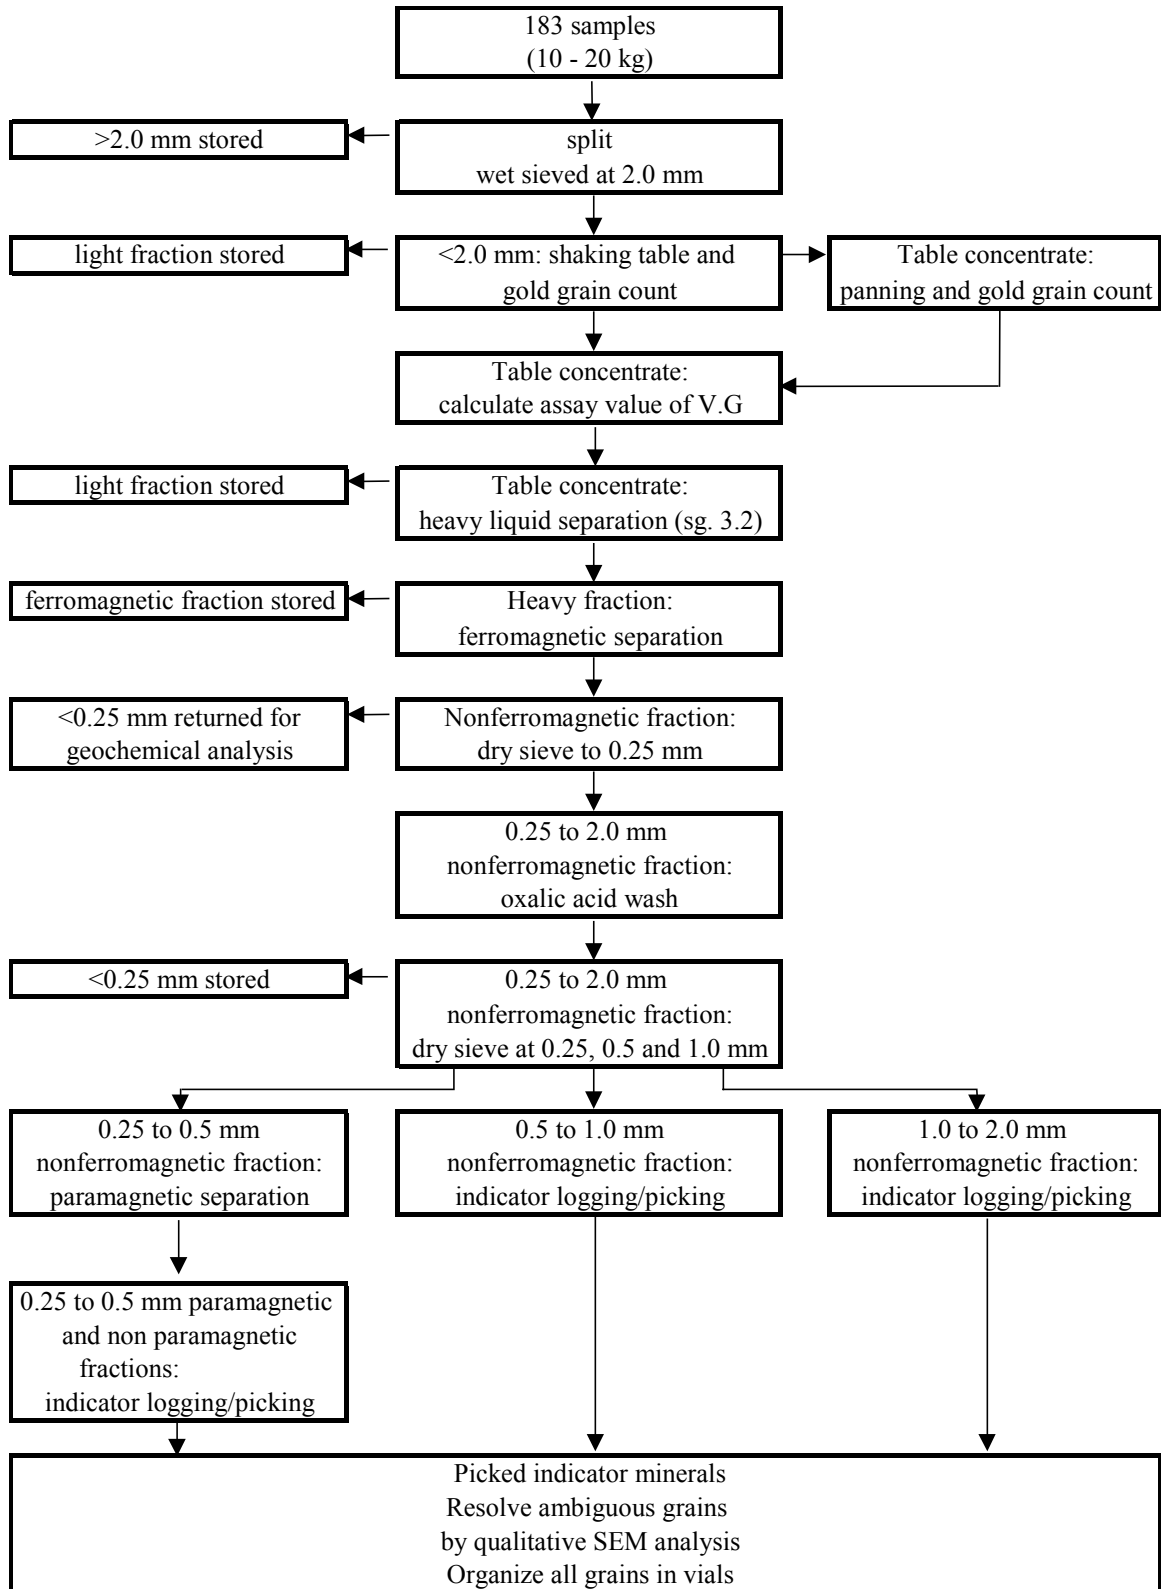 183 samples
(10 - 20 kg)
>2.0 mm stored
split
wet sieved at 2.0 mm
light fraction stored
<2.0 mm: shaking table and
gold grain count
Table concentrate:
panning and gold grain count
Table concentrate:
calculate assay value of V.G
light fraction stored
Table concentrate:
heavy liquid separation (sg. 3.2)
ferromagnetic fraction stored
Heavy fraction:
ferromagnetic separation
<0.25 mm returned for
geochemical analysis
Nonferromagnetic fraction:
dry sieve to 0.25 mm
0.25 to 2.0 mm
nonferromagnetic fraction:
oxalic acid wash
<0.25 mm stored
0.25 to 2.0 mm
nonferromagnetic fraction:
dry sieve at 0.25, 0.5 and 1.0 mm
0.25 to 0.5 mm
nonferromagnetic fraction:
paramagnetic separation
0.5 to 1.0 mm
nonferromagnetic fraction:
indicator logging/picking
1.0 to 2.0 mm
nonferromagnetic fraction:
indicator logging/picking
0.25 to 0.5 mm paramagnetic
and non paramagnetic
fractions:
indicator logging/picking
Picked indicator minerals
Resolve ambiguous grains
by qualitative SEM analysis
Organize all grains in vials